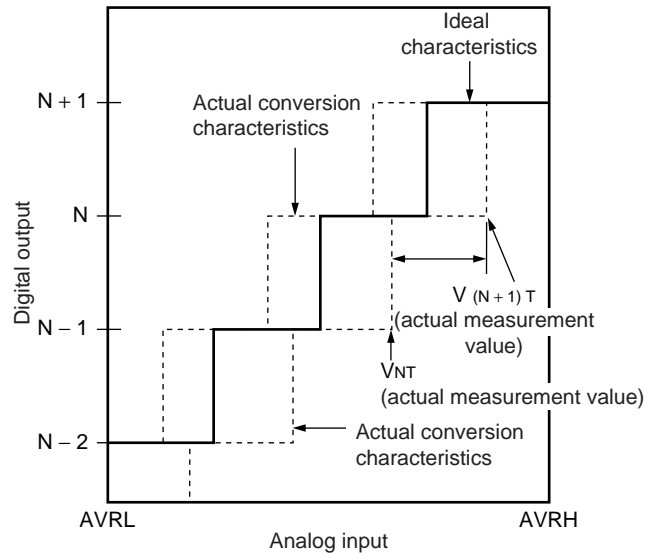 Ideal
characteristics
N + 1
Actual conversion
characteristics
N
Digital output
V (N + 1) T
(actual measurement
value)
N − 1
VNT
(actual measurement value)
Actual conversion
characteristics
N − 2
AVRL
AVRH
Analog input